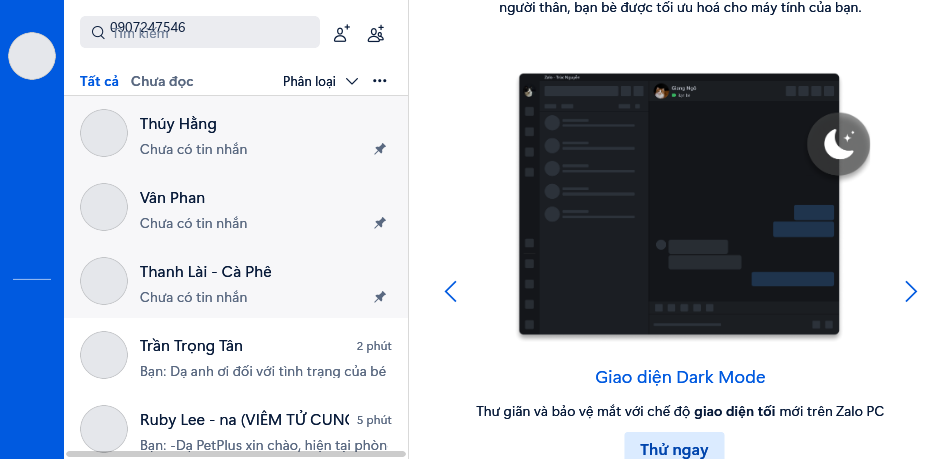 0907247546
Tìm kiếm
Tất cả Chưa đọc Phân loại
Thúy Hằng
Chưa có tin nhắn
Vân Phan
Chưa có tin nhắn
Thanh Lài - Cà Phê
Chưa có tin nhắn
Trần Trọng Tân 2 phút
Bạn: Dạ anh ơi đối với tình trạng của bé
Ruby Lee - na (VIÊM TỬ CUNG 5 phút
Bạn: -Dạ PetPlus xin chào, hiện tại phòn
người thân, bạn bè được tối ưu hoá cho máy tính của bạn.
Giao diện Dark Mode
Thư giãn và bảo vệ mắt với chế độ giao diện tối mới trên Zalo PC
Thử ngay